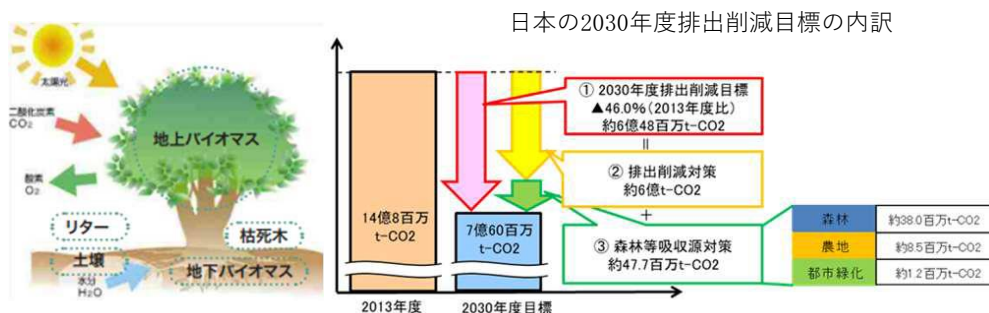 日本の2030年度排出削減目標の内訳
太陽光
二酸化炭素
CO2
酸素
O2
地上バイオマス
リター
枯死木
土壌
地下バイオマス
水分
H2O
14億8百万
t-CO2
7億60百万
t-CO2
2013年度
2030年度目標
① 2030年度排出削減目標
▲46.0%(2013年度比)
約6億48百万t-CO2
=
② 排出削減対策
約6億t-CO2
+
③ 森林等吸収源対策
約47.7百万t-CO2
森林 約38.0百万t-CO2
農地 約8.5百万t-CO2
都市緑化 約1.2百万t-CO2